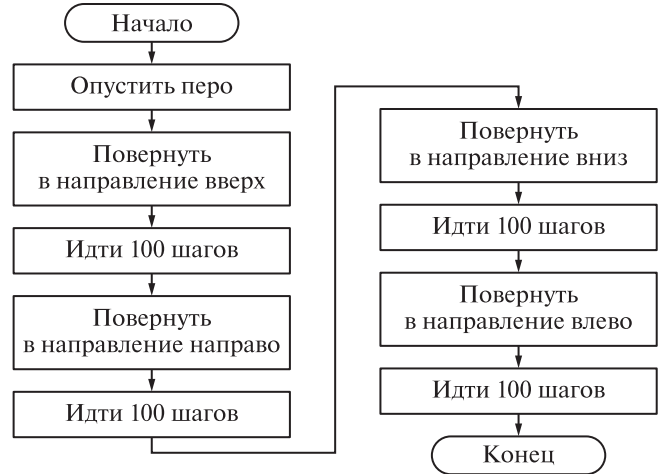 Начало
Опустить перо
Повернуть
в направление вверх
Идти 100 шагов
Повернуть
в направление направо
Идти 100 шагов
Повернуть
в направление вниз
Идти 100 шагов
Повернуть
в направление влево
Идти 100 шагов
Конец